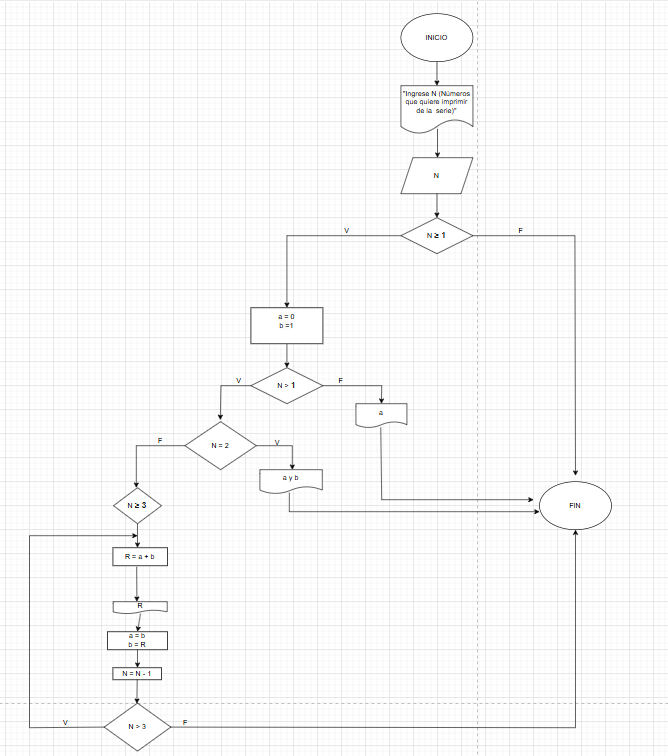 INICIO
"Ingrese N (Números
que quiere imprimir
de la serie)"
N
N ≥ 1
V
F
a = 0
b =1
N > 1
V
F
a
N = 2
F
V
a y b
N ≥ 3
FIN
R = a + b
R
a = b
b = R
N = N - 1
N > 3
V
F